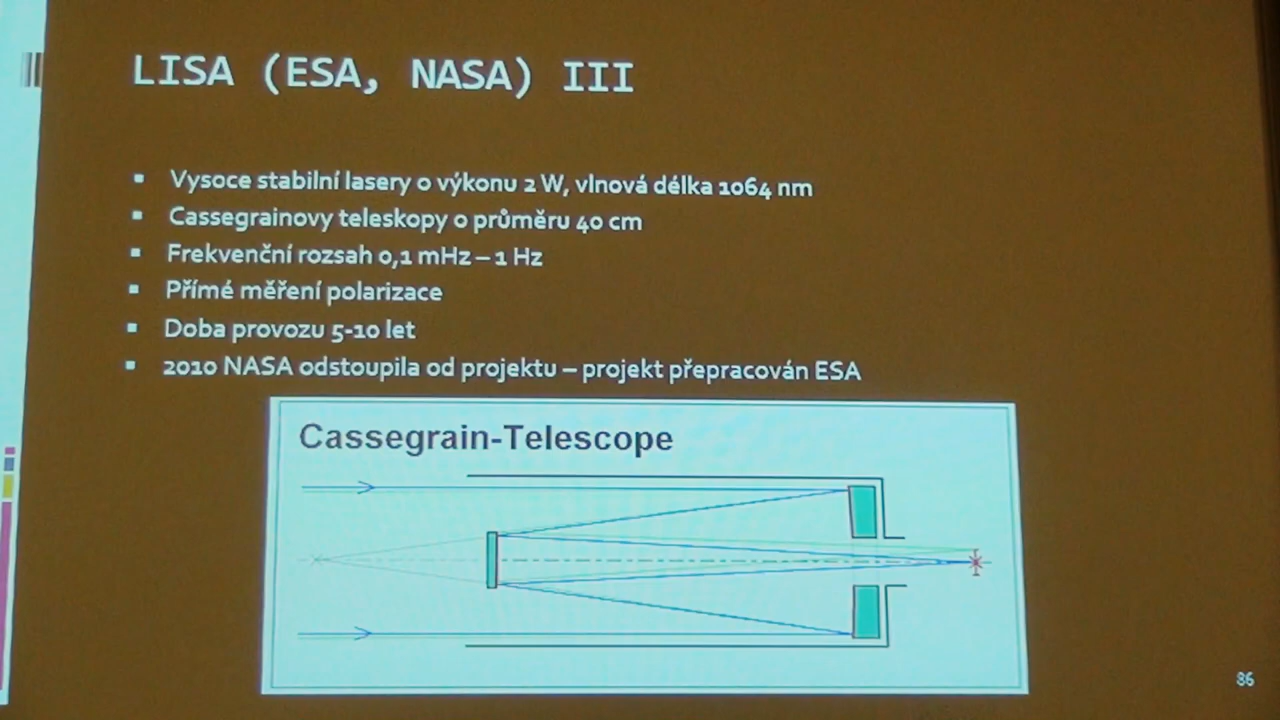 LISA (ESA, NASA) III
▪ Vysoce stabilní lasery o výkonu 2 W, vlnová délka 1064 nm
▪ Cassegrainovy teleskopy o průměru 40 cm
▪ Frekvenční rozsah 0,1 mHz – 1 Hz
▪ Přímé měření polarizace
▪ Doba provozu 5-10 let
▪ 2010 NASA odstoupila od projektu – projekt přepracován ESA
Cassegrain-Telescope
86